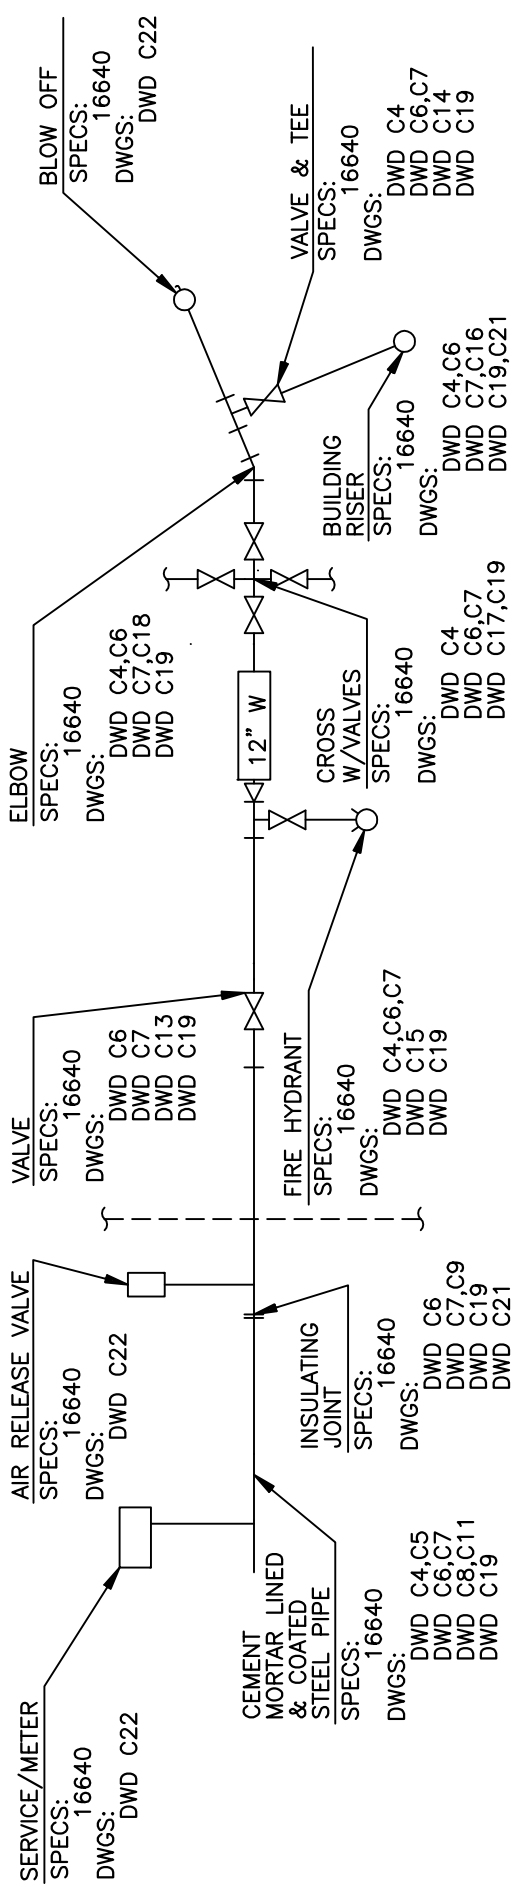 SERVICE/METER
SPECS:
16640
DWGS:
DWD C22
AIR RELEASE VALVE
SPECS:
16640
DWGS:
DWD C22
VALVE
SPECS:
16640
DWGS:
DWD C6
DWD C7
DWD C13
DWD C19
ELBOW
SPECS:
16640
DWGS:
DWD C4,C6
DWD C7,C18
DWD C19
BLOW OFF
SPECS:
16640
DWGS:
DWD C22
12" W
CEMENT
MORTAR LINED
& COATED
STEEL PIPE
SPECS:
16640
DWGS:
DWD C4,C5
DWD C6,C7
DWD C8,C11
DWD C19
INSULATING
JOINT
SPECS:
16640
DWGS:
DWD C6
DWD C7,C9
DWD C19
DWD C21
FIRE HYDRANT
SPECS:
16640
DWGS:
DWD C4,C6,C7
DWD C15
DWD C19
CROSS
W/VALVES
SPECS:
16640
DWGS:
DWD C4
DWD C6,C7
DWD C17,C19
BUILDING
RISER
SPECS:
16640
DWGS:
DWD C4,C6
DWD C7,C16
DWD C19,C21
VALVE & TEE
SPECS:
16640
DWGS:
DWD C4
DWD C6,C7
DWD C14
DWD C19